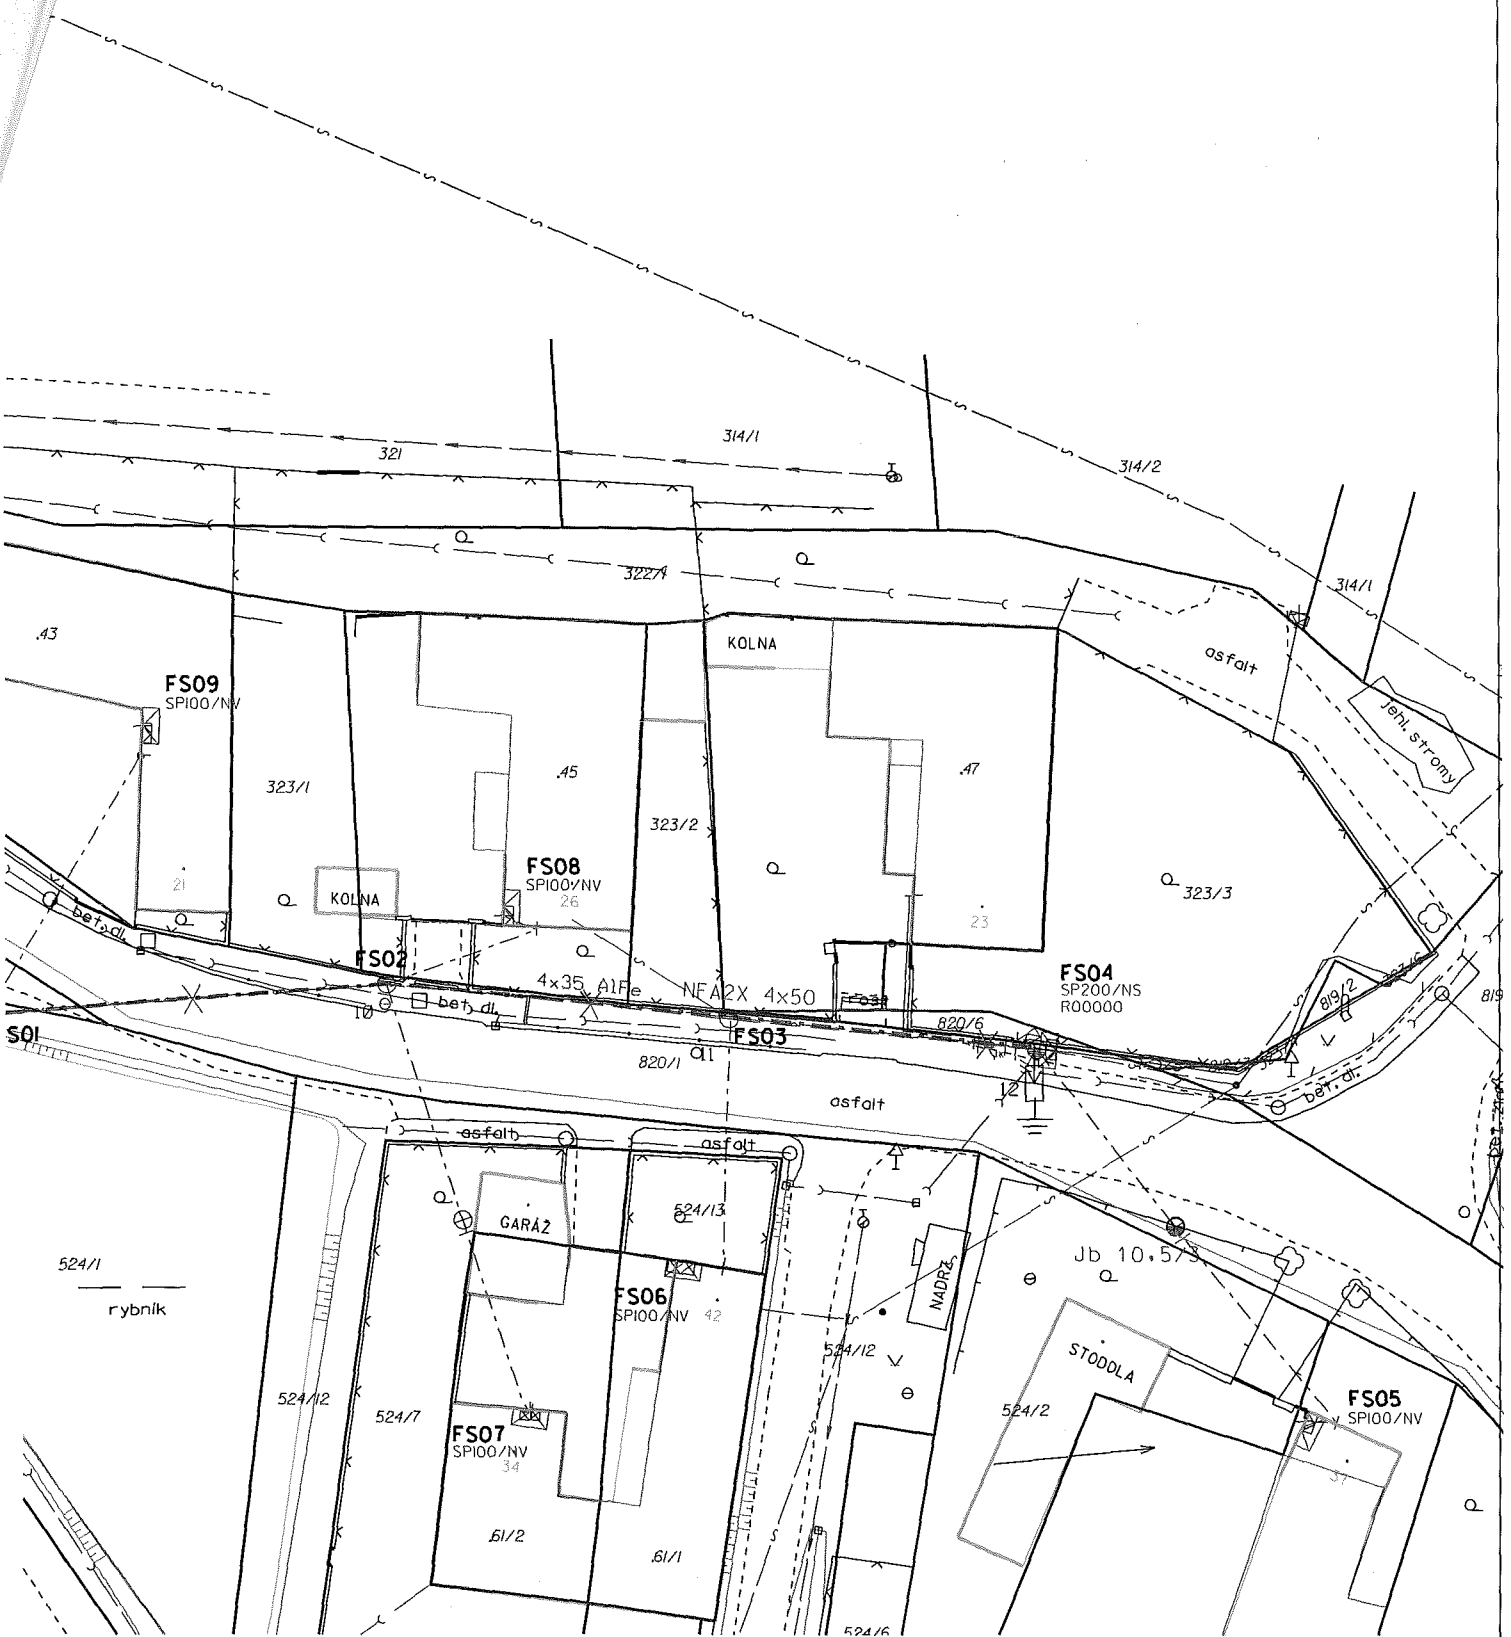 314/1
321
314/2
322/1
314/1
.43
KOLNA
asfalt
FS09
SP100/NV
jehl. stromy
.45
.47
323/1
323/2
FS08
SP100/NV
26
21
KOLNA
323/3
23
bet. dl.
FS02
4x35 AlFe
NFA2X 4x50
FS04
SP200/NS
R00000
819/2
819
10
bet. dl.
820/6
S01
FS03
11
820/1
12
bet. dl.
asfalt
asfalt
asfalt
524/13
GARÁŽ
Jb 10,5/3
524/1
rybník
FS06
SP100/NV
42
NÁDRŽ
524/12
STODOLA
524/12
524/7
524/2
FS05
SP100/NV
FS07
SP100/NV
34
37
.61/2
.61/1
524/6